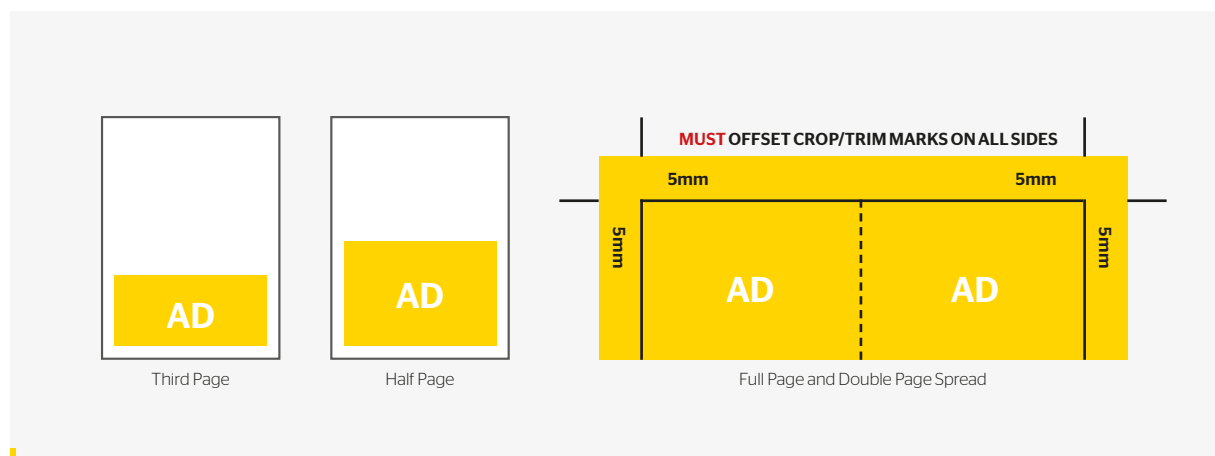 MUST OFFSET CROP/TRIM MARKS ON ALL SIDES
5mm 5mm
5mm 5mm
AD AD AD AD
Third Page
Half Page
Full Page and Double Page Spread